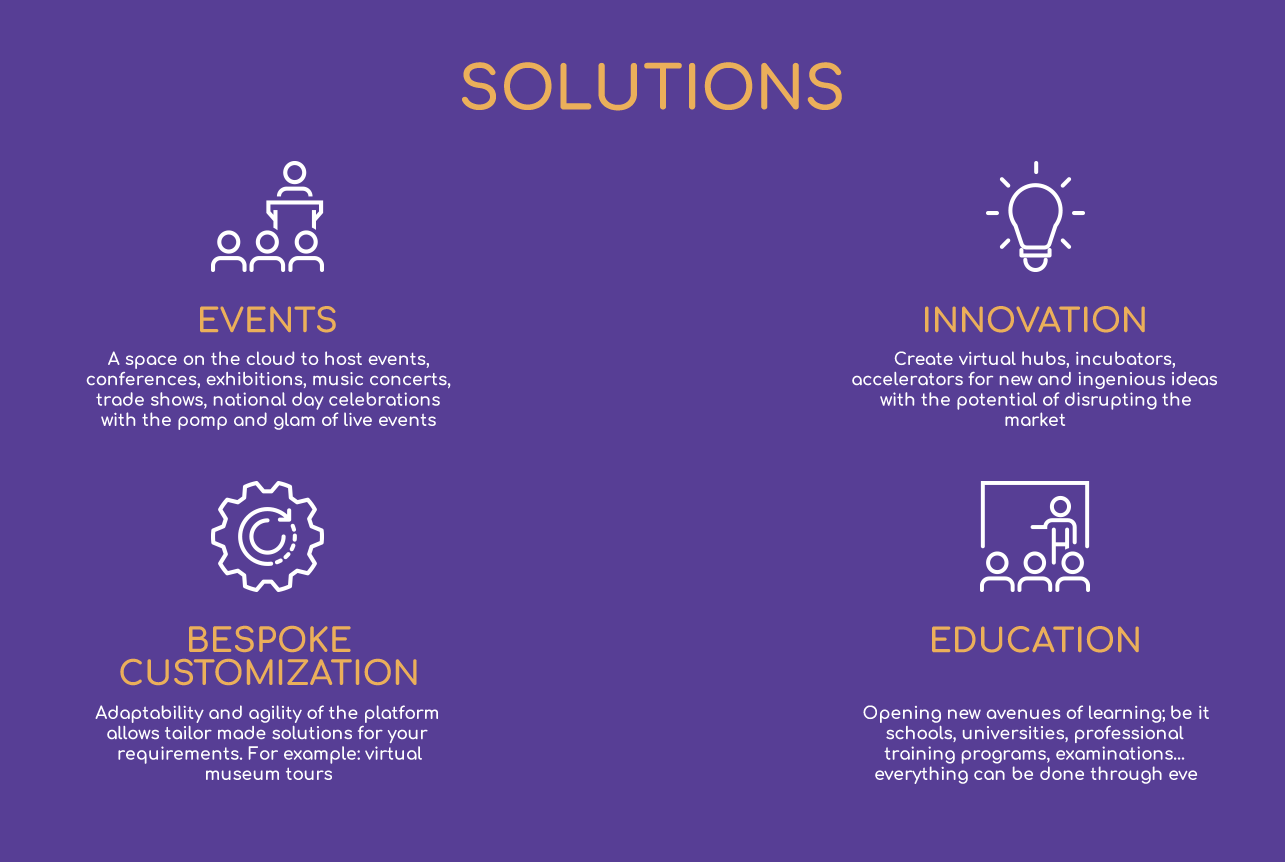 SOLUTIONS
EVENTS
A space on the cloud to host events,
conferences, exhibitions, music concerts,
trade shows, national day celebrations
with the pomp and glam of live events
INNOVATION
Create virtual hubs, incubators,
accelerators for new and ingenious ideas
with the potential of disrupting the
market
BESPOKE
CUSTOMIZATION
Adaptability and agility of the platform
allows tailor made solutions for your
requirements. For example: virtual
museum tours
EDUCATION
Opening new avenues of learning; be it
schools, universities, professional
training programs, examinations...
everything can be done through eve